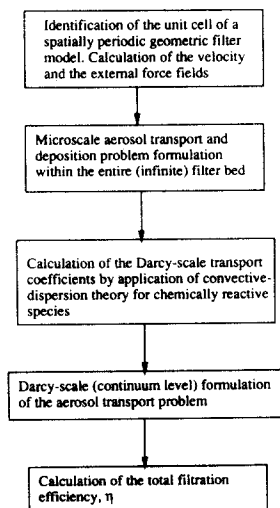 Identification of the unit cell of a
spatially periodic geometric filter
model. Calculation of the velocity
and the external force fields
Microscale aerosol transport and
deposition problem formulation
within the entire (infinite) filter bed
Calculation of the Darcy-scale transport
coefficients by application of convective-
dispersion theory for chemically reactive
species
Darcy-scale (continuum level) formulation
of the aerosol transport problem
Calculation of the total filtration
efficiency, η